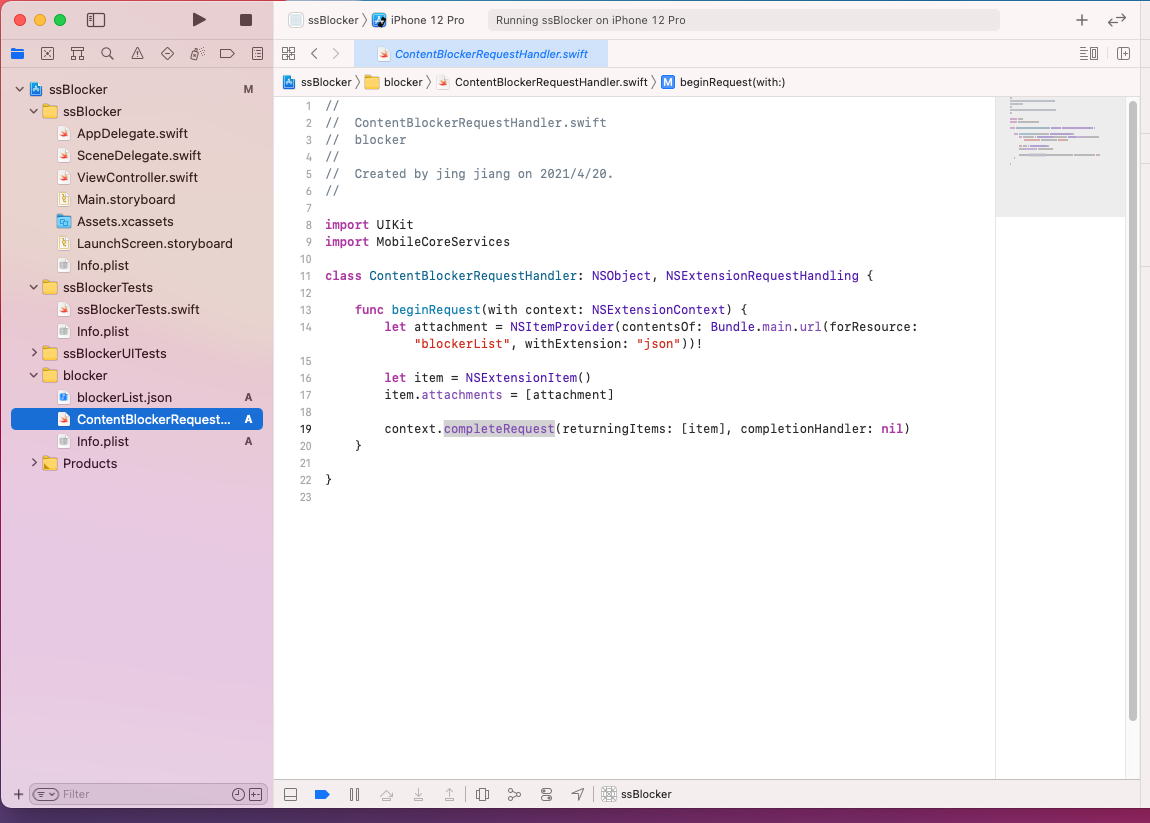 ssBlocker 〉 iPhone 12 Pro
Running ssBlocker on iPhone 12 Pro
ContentBlockerRequestHandler.swift
ssBlocker 〉 blocker 〉 ContentBlockerRequestHandler.swift 〉 M beginRequest(with:)
ssBlocker M
ssBlocker
AppDelegate.swift
SceneDelegate.swift
ViewController.swift
Main.storyboard
Assets.xcassets
LaunchScreen.storyboard
Info.plist
ssBlockerTests
ssBlockerTests.swift
Info.plist
ssBlockerUITests
blocker
blockerList.json A
ContentBlockerRequest... A
Info.plist A
Products
Filter
1 //
2 //  ContentBlockerRequestHandler.swift
3 //  blocker
4 //
5 //  Created by jing jiang on 2021/4/20.
6 //
7
8 import UIKit
9 import MobileCoreServices
10
11 class ContentBlockerRequestHandler: NSObject, NSExtensionRequestHandling {
12
13     func beginRequest(with context: NSExtensionContext) {
14         let attachment = NSItemProvider(contentsOf: Bundle.main.url(forResource:
            "blockerList", withExtension: "json"))!
15
16         let item = NSExtensionItem()
17         item.attachments = [attachment]
18
19         context.completeRequest(returningItems: [item], completionHandler: nil)
20     }
21
22 }
23
ssBlocker